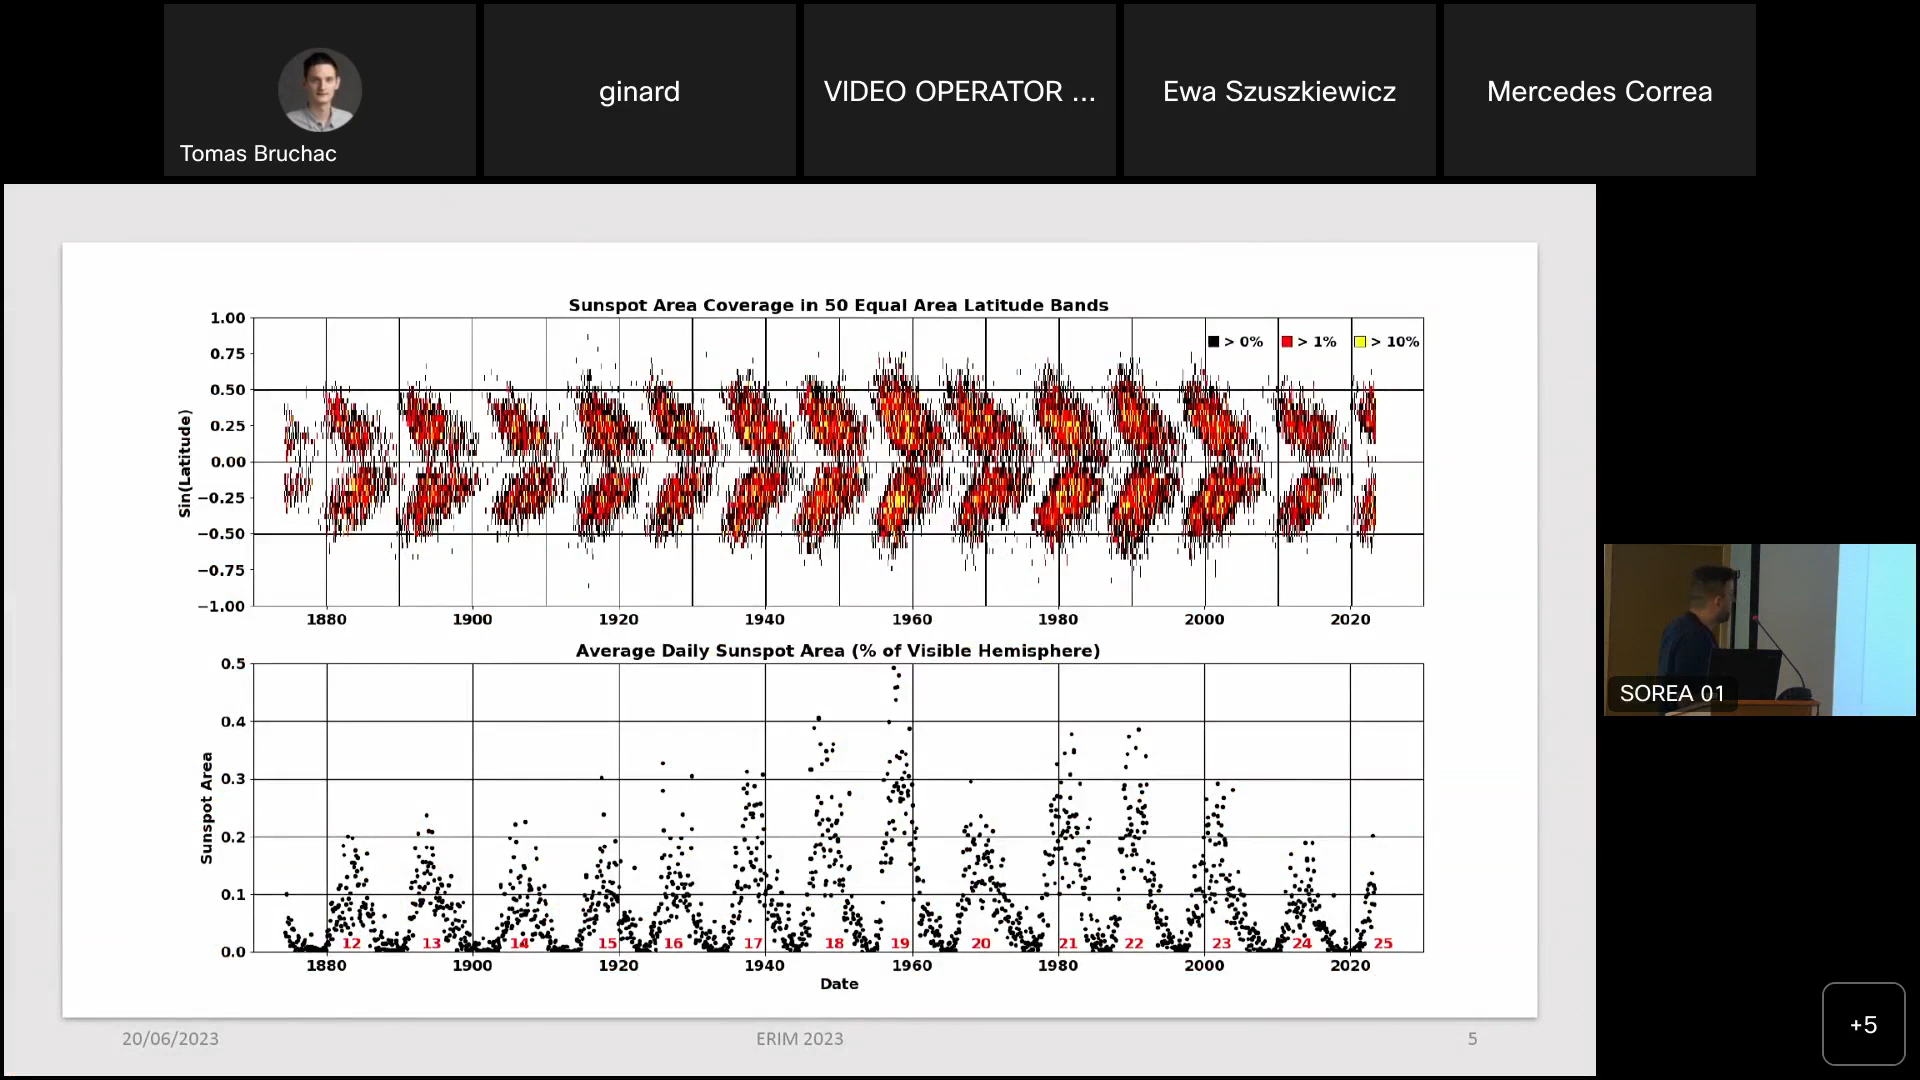 Tomas Bruchac
ginard
VIDEO OPERATOR ...
Ewa Szuszkiewicz
Mercedes Correa
Sunspot Area Coverage in 50 Equal Area Latitude Bands
> 0% > 1% > 10%
1.00
0.75
0.50
0.25
0.00
−0.25
−0.50
−0.75
−1.00
Sin(Latitude)
1880 1900 1920 1940 1960 1980 2000 2020
Average Daily Sunspot Area (% of Visible Hemisphere)
0.5
0.4
0.3
0.2
0.1
0.0
Sunspot Area
12 13 14 15 16 17 18 19 20 21 22 23 24 25
1880 1900 1920 1940 1960 1980 2000 2020
Date
20/06/2023 ERIM 2023 5
SOREA 01
+5